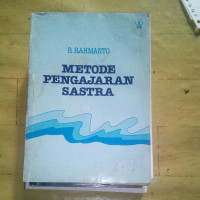 B. RAHMANTO
METODE
PENGAJARAN
SASTRA